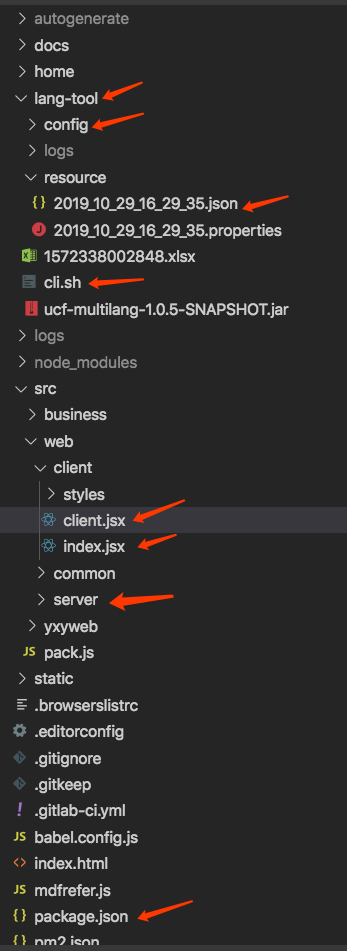 autogenerate
docs
home
lang-tool
config
logs
resource
{} 2019_10_29_16_29_35.json
J 2019_10_29_16_29_35.properties
1572338002848.xlsx
cli.sh
ucf-multilang-1.0.5-SNAPSHOT.jar
logs
node_modules
src
business
web
client
styles
client.jsx
index.jsx
common
server
yxyweb
JS pack.js
static
.browserslistrc
.editorconfig
.gitignore
.gitkeep
! .gitlab-ci.yml
JS babel.config.js
<> index.html
JS mdfrefer.js
{} package.json
{} pm2.json